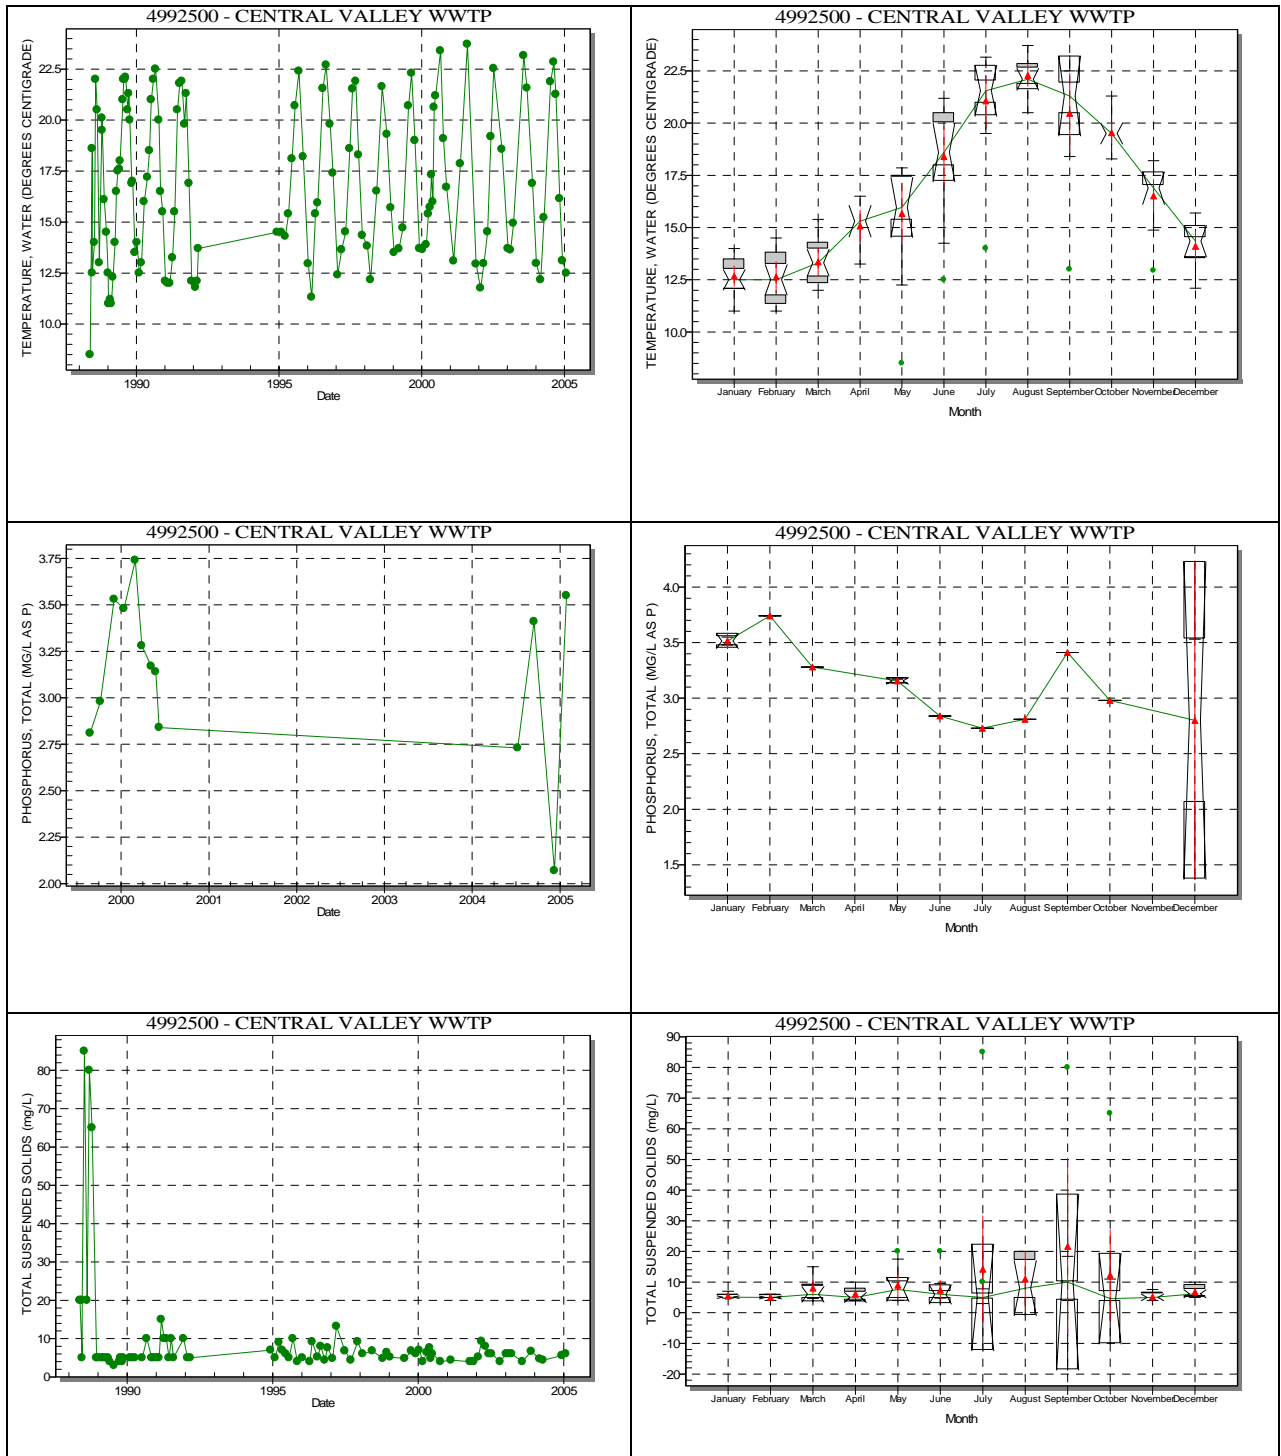 4992500 - CENTRAL VALLEY WWTP
TEMPERATURE, WATER (DEGREES CENTIGRADE)
22.5
20.0
17.5
15.0
12.5
10.0
1990 1995 2000 2005
Date
4992500 - CENTRAL VALLEY WWTP
TEMPERATURE, WATER (DEGREES CENTIGRADE)
22.5
20.0
17.5
15.0
12.5
10.0
January February March April May June July August September October November December
Month
4992500 - CENTRAL VALLEY WWTP
PHOSPHORUS, TOTAL (MG/L AS P)
3.75
3.50
3.25
3.00
2.75
2.50
2.25
2.00
2000 2001 2002 2003 2004 2005
Date
4992500 - CENTRAL VALLEY WWTP
PHOSPHORUS, TOTAL (MG/L AS P)
4.0
3.5
3.0
2.5
2.0
1.5
January February March April May June July August September October November December
Month
4992500 - CENTRAL VALLEY WWTP
TOTAL SUSPENDED SOLIDS (mg/L)
80
70
60
50
40
30
20
10
0
1990 1995 2000 2005
Date
4992500 - CENTRAL VALLEY WWTP
TOTAL SUSPENDED SOLIDS (mg/L)
90
80
70
60
50
40
30
20
10
0
-10
-20
January February March April May June July August September October November December
Month